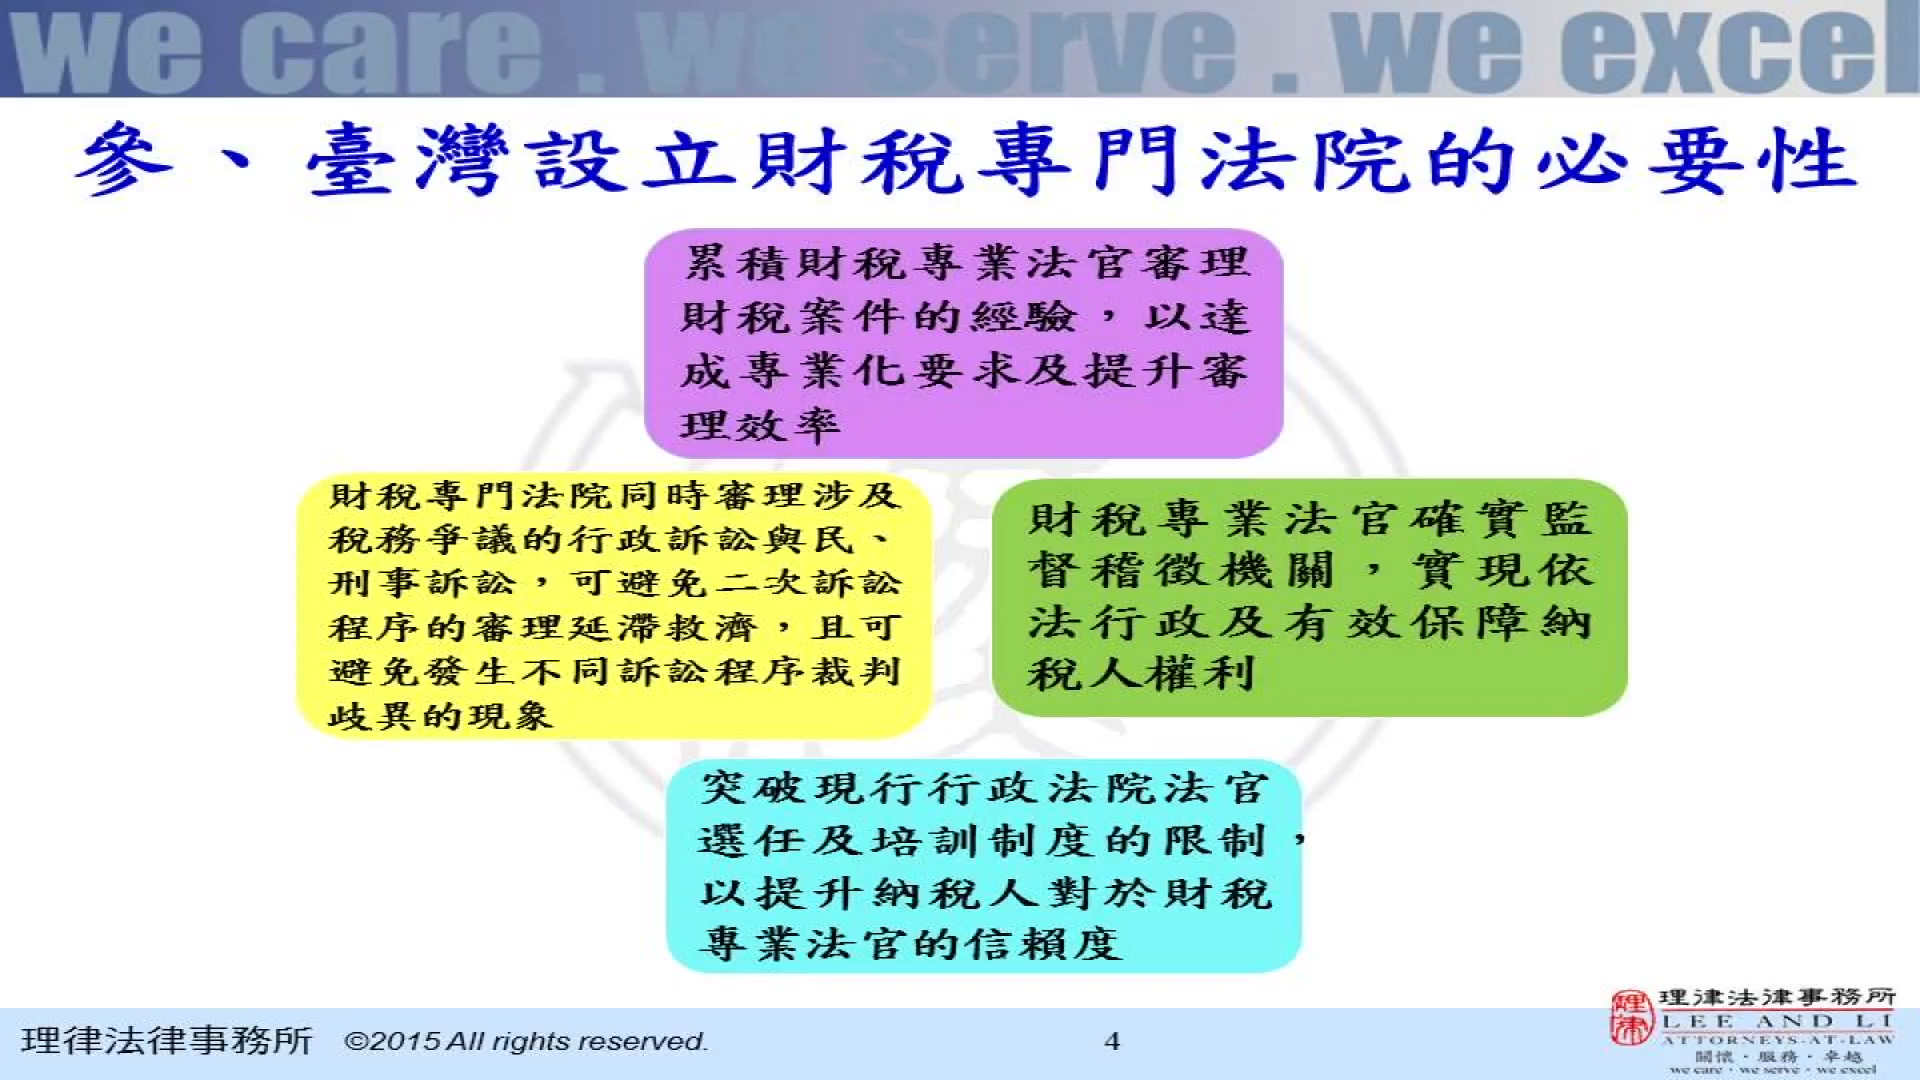 we care . we serve . we excel
參、臺灣設立財稅專門法院的必要性
累積財稅專業法官審理
財稅案件的經驗，以達
成專業化要求及提升審
理效率
財稅專門法院同時審理涉及
稅務爭議的行政訴訟與民、
刑事訴訟，可避免二次訴訟
程序的審理延滯救濟，且可
避免發生不同訴訟程序裁判
歧異的現象
財稅專業法官確實監
督稽徵機關，實現依
法行政及有效保障納
稅人權利
突破現行行政法院法官
選任及培訓制度的限制，
以提升納稅人對於財稅
專業法官的信賴度
理律法律事務所 ©2015 All rights reserved.
4
理律
理律法律事務所
LEE AND LI
ATTORNEYS-AT-LAW
關懷・服務・卓越
we care・we serve・we excel